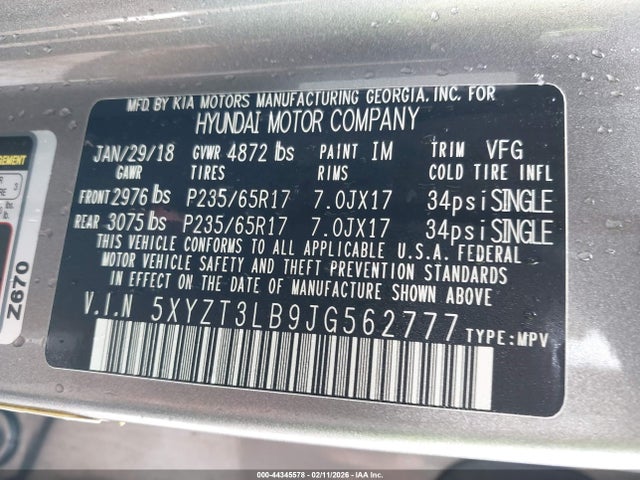 MFD. BY KIA MOTORS MANUFACTURING GEORGIA, INC. FOR
HYUNDAI MOTOR COMPANY
JAN/29/18 GVWR 4872 lbs PAINT IM TRIM VFG
GAWR TIRES RIMS COLD TIRE INFL
FRONT 2976 lbs P235/65R17 7.0JX17 34psi SINGLE
REAR 3075 lbs P235/65R17 7.0JX17 34psi SINGLE
THIS VEHICLE CONFORMS TO ALL APPLICABLE U.S.A. FEDERAL
MOTOR VEHICLE SAFETY AND THEFT PREVENTION STANDARDS
IN EFFECT ON THE DATE OF MANUFACTURE SHOWN ABOVE.
V.I.N 5XYZT3LB9JG562777 TYPE:MPV
Z670
000-44345578 - 02/11/2026 - IAA, Inc.